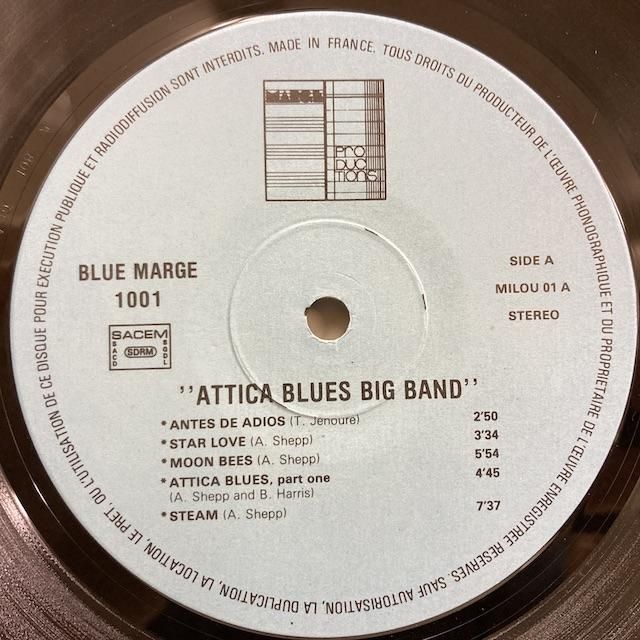 TOUS DROITS DU PRODUCTEUR DE L'ŒUVRE PHONOGRAPHIQUE ET DU PROPRIETAIRE DE L'ŒUVRE ENREGISTREE RESERVES. SAUF AUTORISATION, LA DUPLICATION, LA LOCATION, LE PRET, OU L'UTILISATION DE CE DISQUE POUR EXECUTION PUBLIQUE ET RADIODIFFUSION SONT INTERDITS. MADE IN FRANCE.
PRO
DUC
TIONS
BLUE MARGE
1001
SIDE A
MILOU 01 A
STEREO
SACEM
SACD
SDRM
SGDL
''ATTICA BLUES BIG BAND''
*ANTES DE ADIOS (T. Jenoure) 2'50
*STAR LOVE (A. Shepp) 3'34
*MOON BEES (A. Shepp) 5'54
*ATTICA BLUES, part one 4'45
(A. Shepp and B. Harris)
*STEAM (A. Shepp) 7'37